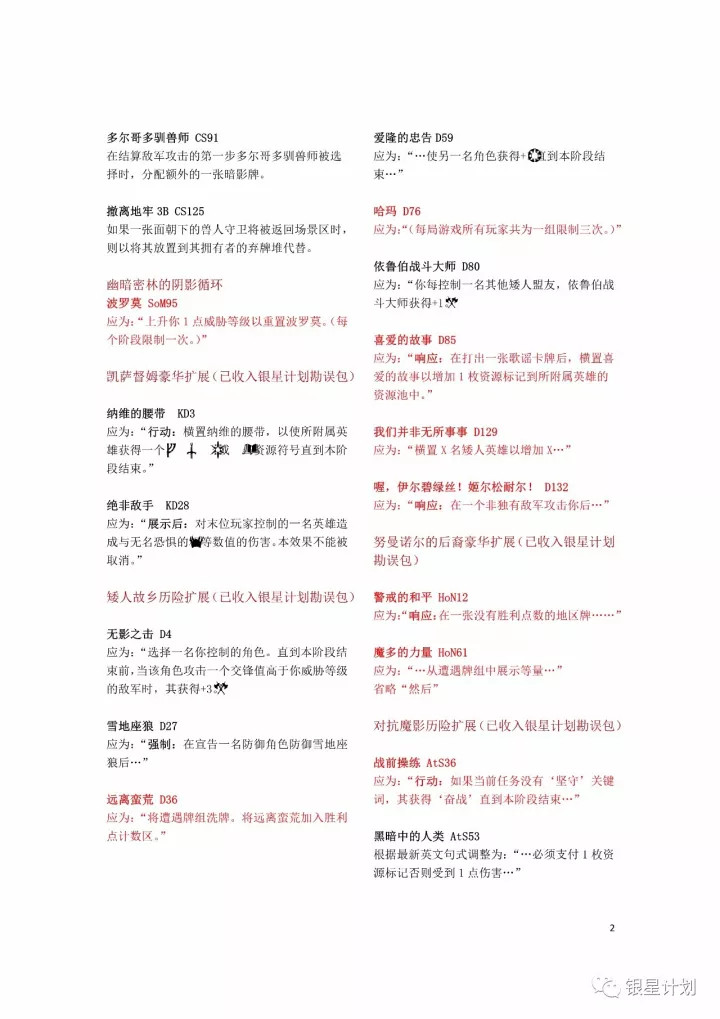 多尔哥多驯兽师 CS91
在结算敌军攻击的第一步多尔哥多驯兽师被选
择时，分配额外的一张暗影牌。
撤离地牢 3B CS125
如果一张面朝下的兽人守卫将被返回场景区时，
则以将其放置到其拥有者的弃牌堆代替。
幽暗密林的阴影循环
波罗莫 SoM95
应为：“上升你 1 点威胁等级以重置波罗莫。（每
个阶段限制一次。）”
凯萨督姆豪华扩展（已收入银星计划勘误包）
纳维的腰带 KD3
应为：“行动：横置纳维的腰带，以使所附属英
雄获得一个 或 资源符号直到本阶
段结束。”
绝非敌手 KD28
应为：“展示后：对末位玩家控制的一名英雄造
成与无名恐惧的 等数值的伤害。本效果不能被
取消。”
矮人故乡历险扩展（已收入银星计划勘误包）
无影之击 D4
应为：“选择一名你控制的角色。直到本阶段结
束前，当该角色攻击一个交锋值高于你威胁等级
的敌军时，其获得+3
雪地座狼 D27
应为：“强制：在宣告一名防御角色防御雪地座
狼后…”
远离蛮荒 D36
应为：“将遭遇牌组洗牌。将远离蛮荒加入胜利
点计数区。”
爱隆的忠告 D59
应为：“…使另一名角色获得+ 直到本阶段结
束…”
哈玛 D76
应为：“（每局游戏所有玩家共为一组限制三次。）”
依鲁伯战斗大师 D80
应为：“你每控制一名其他矮人盟友，依鲁伯战
斗大师获得+1
喜爱的故事 D85
应为：“响应：在打出一张歌谣卡牌后，横置喜
爱的故事以增加 1 枚资源标记到所附属英雄的
资源池中。”
我们并非无所事事 D129
应为：“横置 X 名矮人英雄以增加 X…”
喔，伊尔碧绿丝！姬尔松耐尔！ D132
应为：“响应：在一个非独有敌军攻击你后…”
努曼诺尔的后裔豪华扩展（已收入银星计划
勘误包）
警戒的和平 HoN12
应为：“响应：在一张没有胜利点数的地区牌……”
魔多的力量 HoN61
应为：“…从遭遇牌组中展示等量…”
省略“然后”
对抗魔影历险扩展（已收入银星计划勘误包）
战前操练 AtS36
应为：“行动：如果当前任务没有‘坚守’关键
词，其获得‘奋战’直到本阶段结束…”
黑暗中的人类 AtS53
根据最新英文句式调整为：“…必须支付 1 枚资
源标记否则受到 1 点伤害…”
2
银星计划